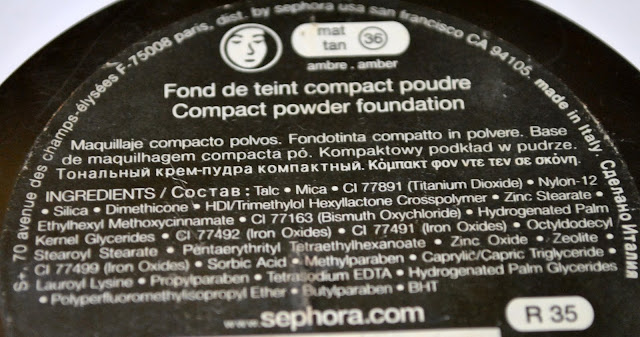 S+. 70 avenue des champs-élysées F-75008 paris, dist. by sephora usa san francisco CA 94105. made in Italy. Сделано Италия
mat
tan
36
ambre . amber
Fond de teint compact poudre
Compact powder foundation
Maquillaje compacto polvos. Fondotinta compatto in polvere. Base
de maquilhagem compacta pó. Kompaktowy podkład w pudrze.
Тональный крем-пудра компактный. Κόμπακτ φον ντε τεν σε σκόνη.
INGREDIENTS / Состав : Talc • Mica • CI 77891 (Titanium Dioxide) • Nylon-12
• Silica • Dimethicone • HDI/Trimethylol Hexyllactone Crosspolymer • Zinc Stearate •
Ethylhexyl Methoxycinnamate • CI 77163 (Bismuth Oxychloride) • Hydrogenated Palm
Kernel Glycerides • CI 77492 (Iron Oxides) • CI 77491 (Iron Oxides) • Octyldodecyl
Stearoyl Stearate • Pentaerythrityl Tetraethylhexanoate • Zinc Oxide • Zeolite •
CI 77499 (Iron Oxides) • Sorbic Acid • Methylparaben • Caprylic/Capric Triglyceride •
Lauroyl Lysine • Propylparaben • Tetrasodium EDTA • Hydrogenated Palm Glycerides
• Polyperfluoromethylisopropyl Ether • Butylparaben • BHT
www.sephora.com
R 35